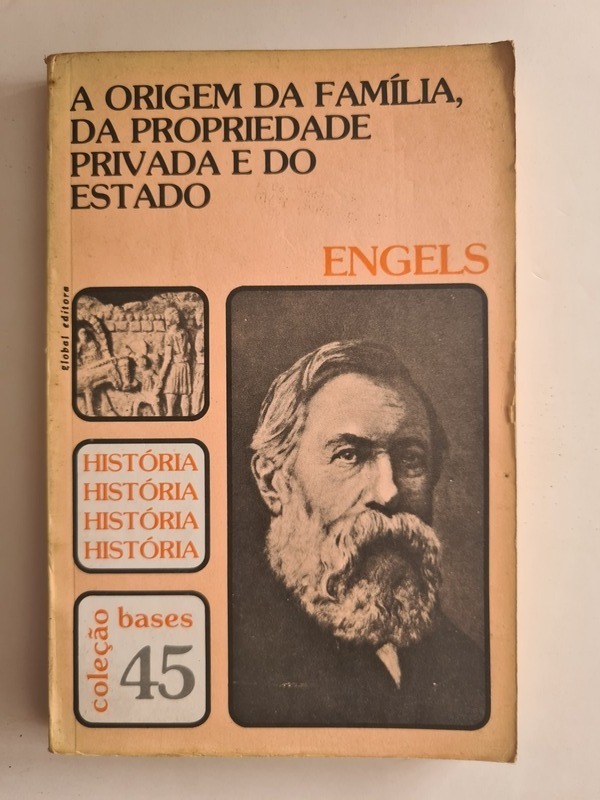 A ORIGEM DA FAMÍLIA,
DA PROPRIEDADE
PRIVADA E DO
ESTADO
ENGELS
global editora
HISTÓRIA
HISTÓRIA
HISTÓRIA
HISTÓRIA
coleção
bases
45